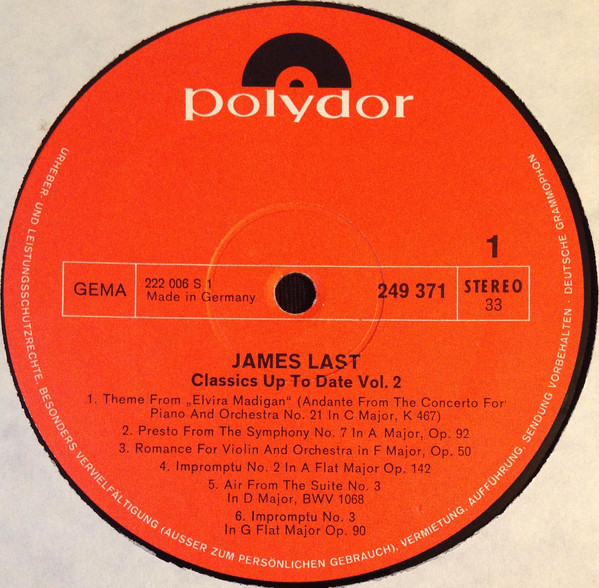 polydor
1
GEMA
222 006 S 1
Made in Germany
249 371
STEREO
33
JAMES LAST
Classics Up To Date Vol. 2
1. Theme From „Elvira Madigan“ (Andante From The Concerto For
Piano And Orchestra No. 21 In C Major, K 467)
2. Presto From The Symphony No. 7 In A Major, Op. 92
3. Romance For Violin And Orchestra in F Major, Op. 50
4. Impromptu No. 2 In A Flat Major Op. 142
5. Air From The Suite No. 3
In D Major, BWV 1068
6. Impromptu No. 3
In G Flat Major Op. 90
URHEBER- UND LEISTUNGSSCHUTZRECHTE. BESONDERS VERVIELFÄLTIGUNG (AUSSER ZUM PERSÖNLICHEN GEBRAUCH), VERMIETUNG, AUFFÜHRUNG, SENDUNG VORBEHALTEN · DEUTSCHE GRAMMOPHON